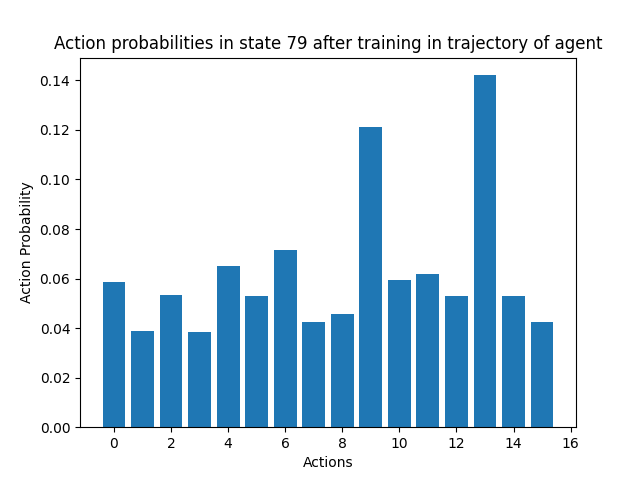 Action probabilities in state 79 after training in trajectory of agent
0.14
0.12
0.10
0.08
0.06
0.04
0.02
0.00
Action Probability
0 2 4 6 8 10 12 14 16
Actions